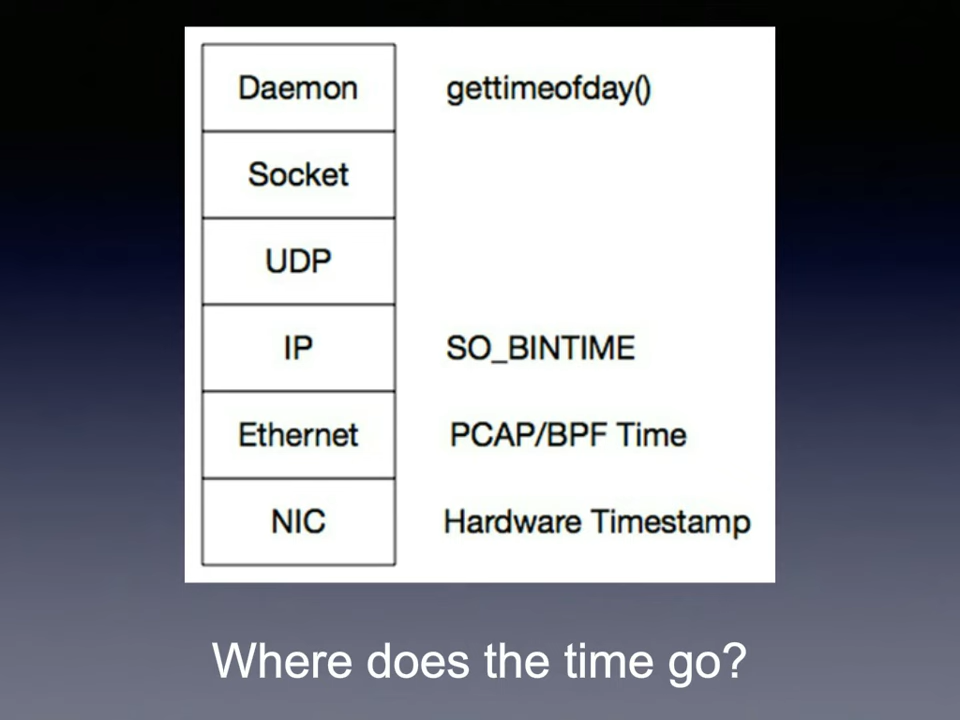 Daemon gettimeofday()
Socket
UDP
IP SO_BINTIME
Ethernet PCAP/BPF Time
NIC Hardware Timestamp
Where does the time go?